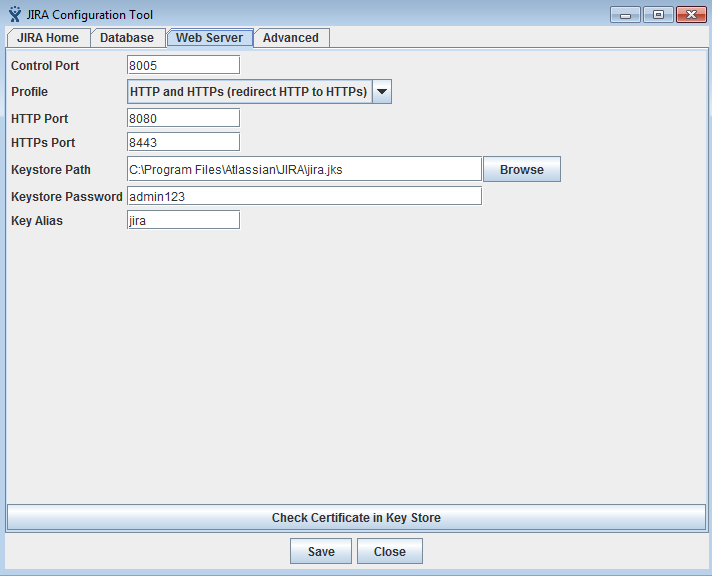 JIRA Configuration Tool
JIRA Home Database Web Server Advanced
Control Port 8005
Profile HTTP and HTTPs (redirect HTTP to HTTPs)
HTTP Port 8080
HTTPs Port 8443
Keystore Path C:\Program Files\Atlassian\JIRA\jira.jks Browse
Keystore Password admin123
Key Alias jira
Check Certificate in Key Store
Save Close